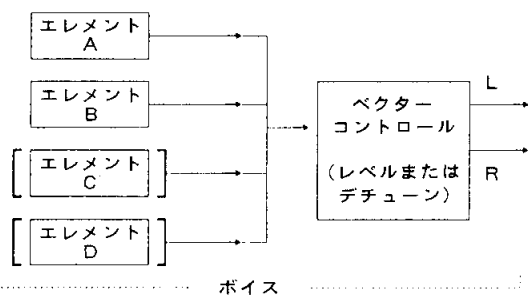 エレメント
A
エレメント
B
[エレメント
C]
[エレメント
D]
ベクター
コントロール
(レベルまたは
デチューン)
L
R
ボイス